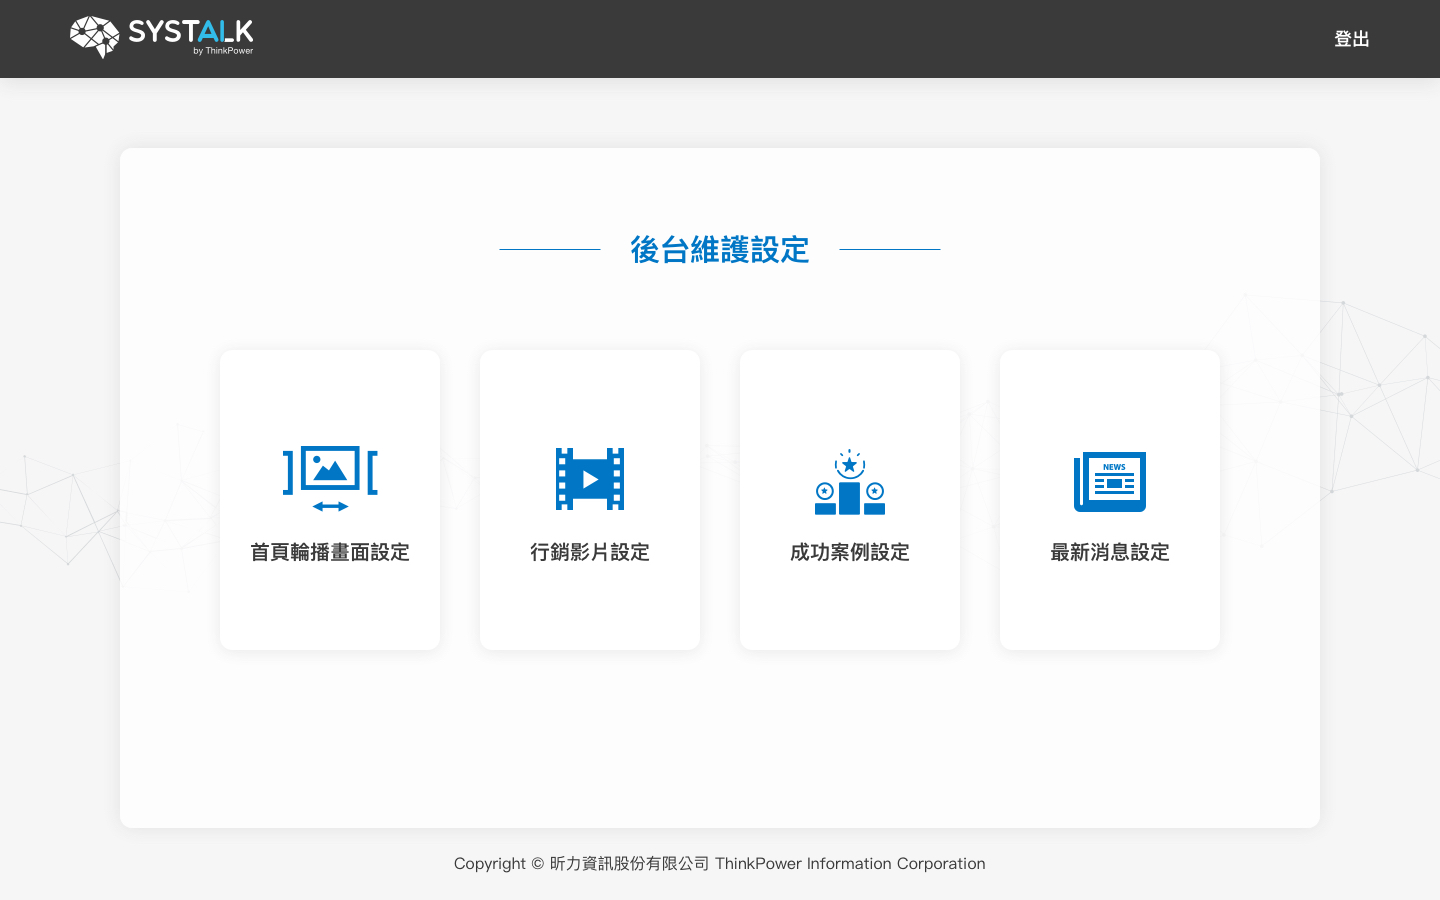 SYSTALK
by ThinkPower
登出
後台維護設定
NEWS
首頁輪播畫面設定
行銷影片設定
成功案例設定
最新消息設定
Copyright © 昕力資訊股份有限公司 ThinkPower Information Corporation